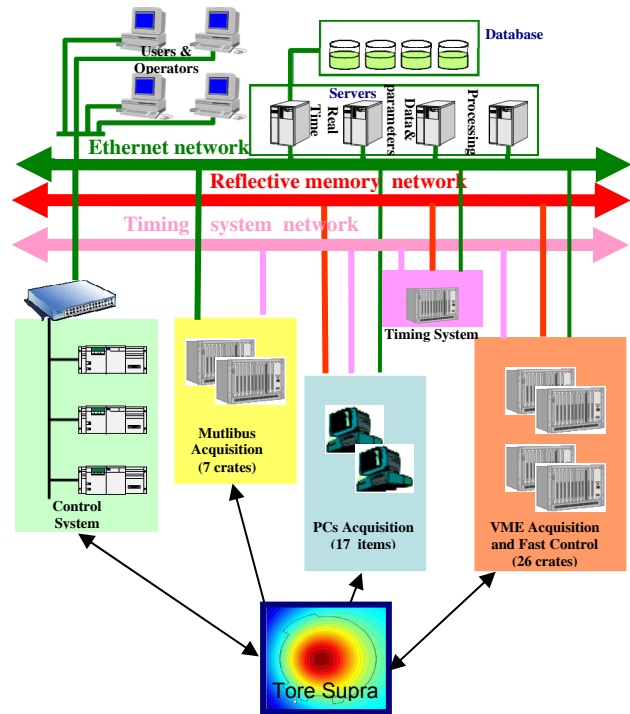 Database
Users &
Operators
Servers
Time
Real
parameters
Data&
Processing
Ethernet network
Reflective memory network
Timing system network
Timing System
Mutlibus
Acquisition
(7 crates)
Control
System
PCs Acquisition
(17 items)
VME Acquisition
and Fast Control
(26 crates)
Tore Supra